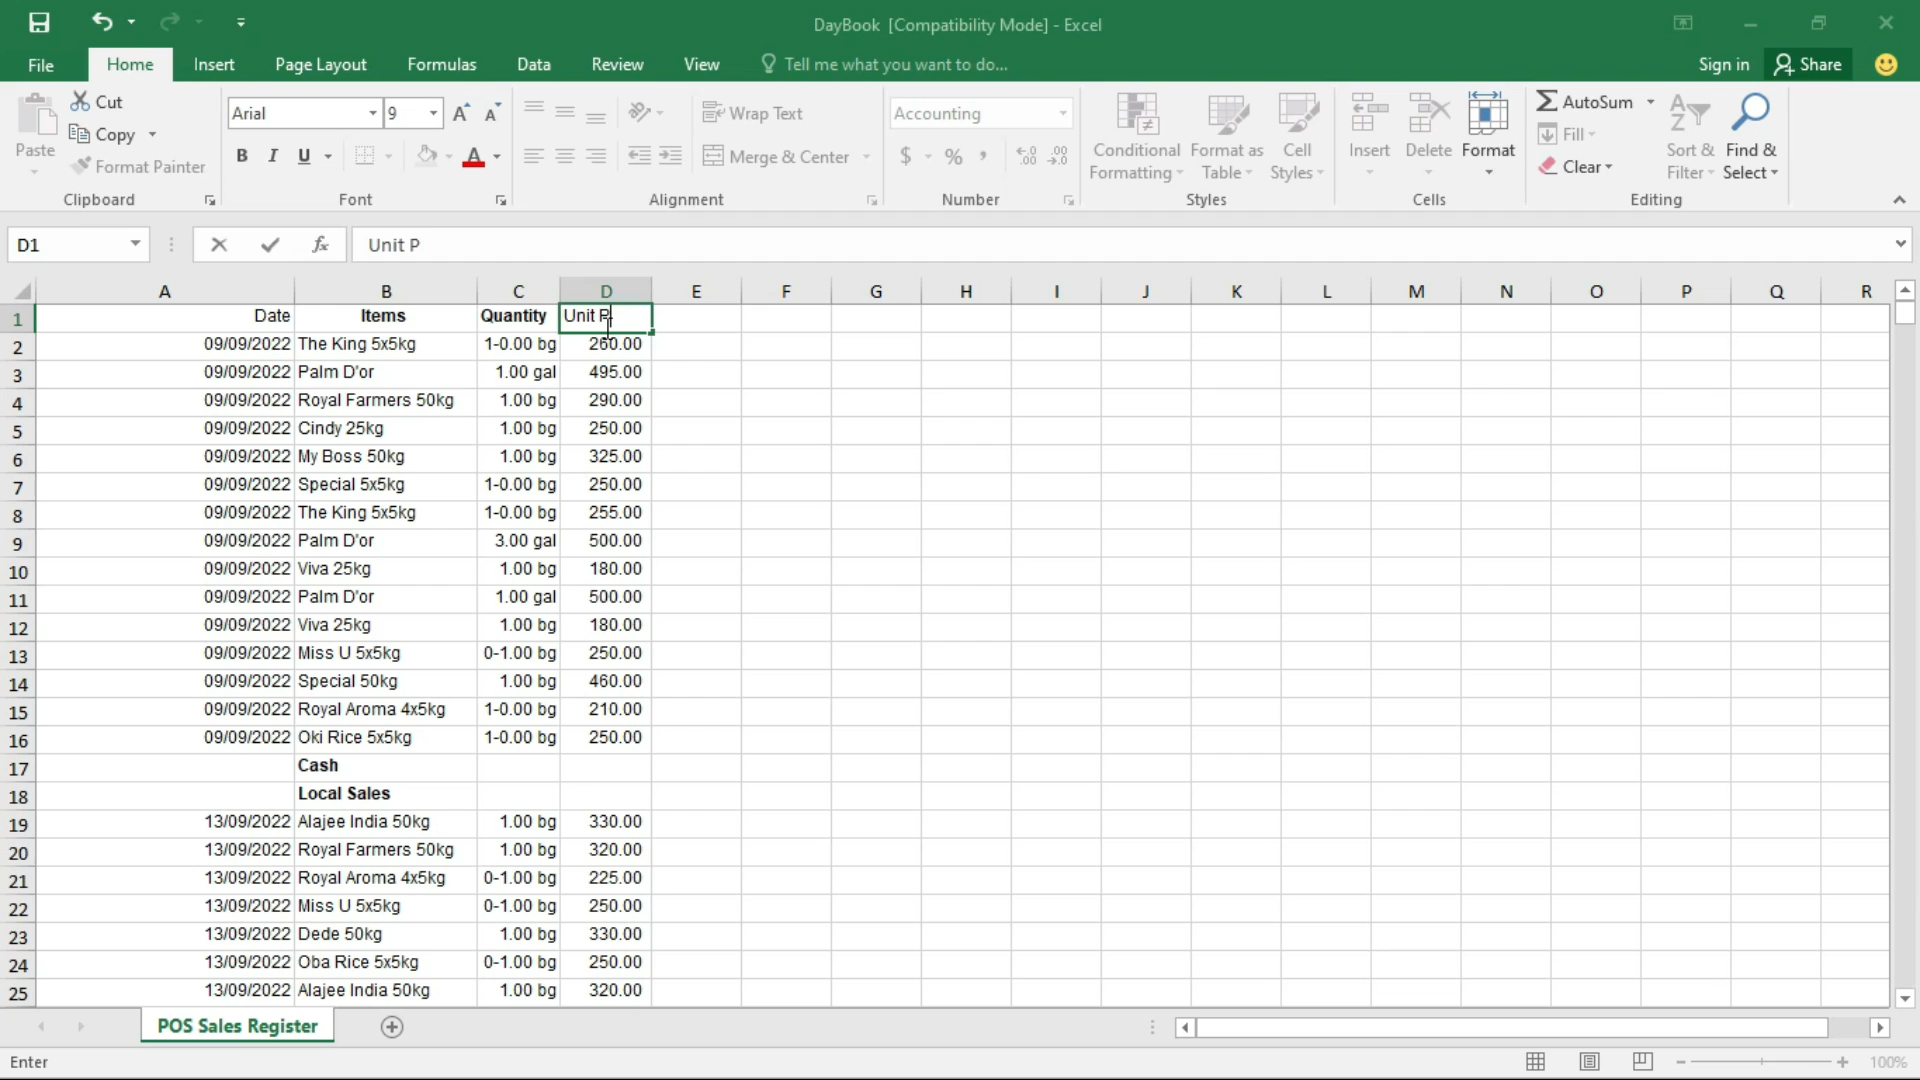 DayBook [Compatibility Mode] - Excel
File Home Insert Page Layout Formulas Data Review View Tell me what you want to do... Sign in Share
Paste Cut Copy Format Painter
Arial 9
B I U A
Wrap Text
Merge & Center
Accounting
$ % ,
Conditional Formatting
Format as Table
Cell Styles
Insert Delete Format
AutoSum
Fill
Clear
Sort & Filter
Find & Select
Clipboard Font Alignment Number Styles Cells Editing
D1 fx Unit P
A B C D E F G H I J K L M N O P Q R
1 Date Items Quantity Unit P
2 09/09/2022 The King 5x5kg 1-0.00 bg 260.00
3 09/09/2022 Palm D'or 1.00 gal 495.00
4 09/09/2022 Royal Farmers 50kg 1.00 bg 290.00
5 09/09/2022 Cindy 25kg 1.00 bg 250.00
6 09/09/2022 My Boss 50kg 1.00 bg 325.00
7 09/09/2022 Special 5x5kg 1-0.00 bg 250.00
8 09/09/2022 The King 5x5kg 1-0.00 bg 255.00
9 09/09/2022 Palm D'or 3.00 gal 500.00
10 09/09/2022 Viva 25kg 1.00 bg 180.00
11 09/09/2022 Palm D'or 1.00 gal 500.00
12 09/09/2022 Viva 25kg 1.00 bg 180.00
13 09/09/2022 Miss U 5x5kg 0-1.00 bg 250.00
14 09/09/2022 Special 50kg 1.00 bg 460.00
15 09/09/2022 Royal Aroma 4x5kg 1-0.00 bg 210.00
16 09/09/2022 Oki Rice 5x5kg 1-0.00 bg 250.00
17 Cash
18 Local Sales
19 13/09/2022 Alajee India 50kg 1.00 bg 330.00
20 13/09/2022 Royal Farmers 50kg 1.00 bg 320.00
21 13/09/2022 Royal Aroma 4x5kg 0-1.00 bg 225.00
22 13/09/2022 Miss U 5x5kg 0-1.00 bg 250.00
23 13/09/2022 Dede 50kg 1.00 bg 330.00
24 13/09/2022 Oba Rice 5x5kg 0-1.00 bg 250.00
25 13/09/2022 Alajee India 50kg 1.00 bg 320.00
POS Sales Register
Enter 100%